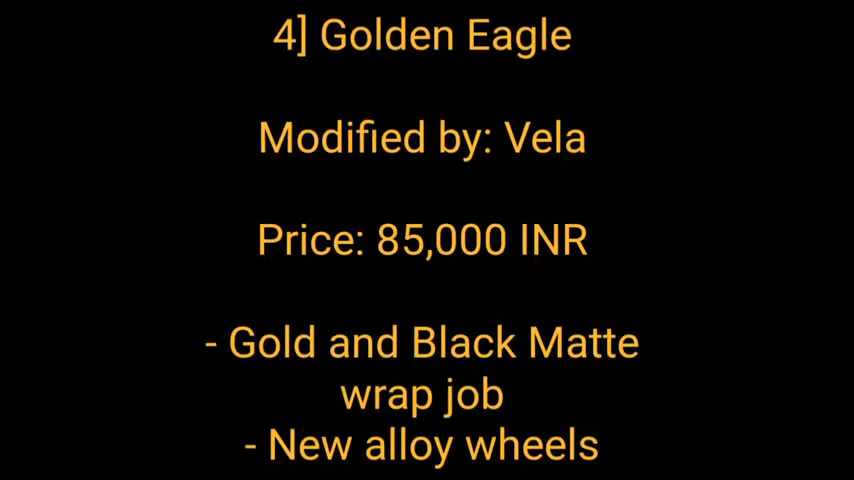 4] Golden Eagle
Modified by: Vela
Price: 85,000 INR
- Gold and Black Matte
wrap job
- New alloy wheels